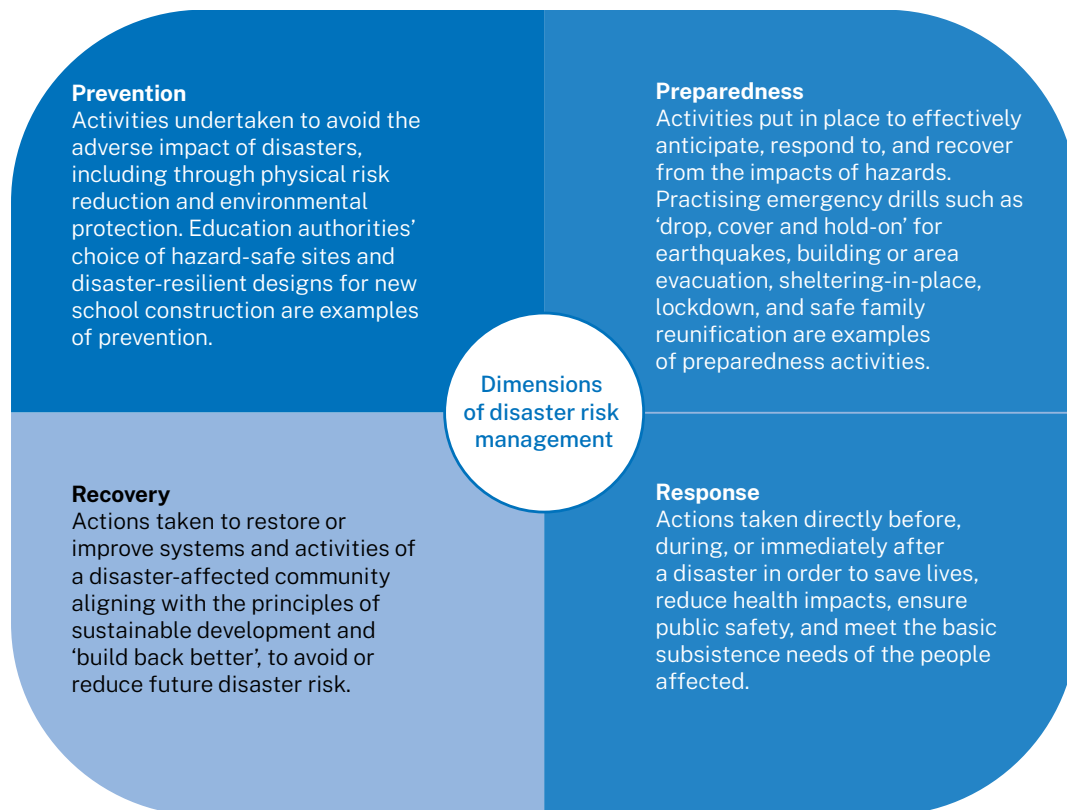 Prevention
Activities undertaken to avoid the
adverse impact of disasters,
including through physical risk
reduction and environmental
protection. Education authorities’
choice of hazard-safe sites and
disaster-resilient designs for new
school construction are examples
of prevention.
Preparedness
Activities put in place to effectively
anticipate, respond to, and recover
from the impacts of hazards.
Practising emergency drills such as
‘drop, cover and hold-on’ for
earthquakes, building or area
evacuation, sheltering-in-place,
lockdown, and safe family
reunification are examples
of preparedness activities.
Dimensions
of disaster risk
management
Recovery
Actions taken to restore or
improve systems and activities of
a disaster-affected community
aligning with the principles of
sustainable development and
‘build back better’, to avoid or
reduce future disaster risk.
Response
Actions taken directly before,
during, or immediately after
a disaster in order to save lives,
reduce health impacts, ensure
public safety, and meet the basic
subsistence needs of the people
affected.